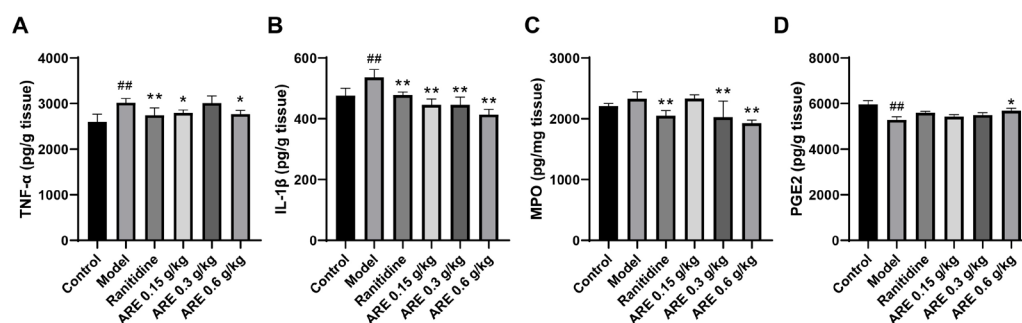 A
TNF-α (pg/g tissue)
4000
3000
2000
1000
0
##
**
*
*
Control
Model
Ranitidine
ARE 0.15 g/kg
ARE 0.3 g/kg
ARE 0.6 g/kg
B
IL-1β (pg/g tissue)
600
400
200
0
##
**
**
**
**
Control
Model
Ranitidine
ARE 0.15 g/kg
ARE 0.3 g/kg
ARE 0.6 g/kg
C
MPO (pg/mg tissue)
3000
2000
1000
0
**
**
**
Control
Model
Ranitidine
ARE 0.15 g/kg
ARE 0.3 g/kg
ARE 0.6 g/kg
D
PGE2 (pg/g tissue)
8000
6000
4000
2000
0
##
*
Control
Model
Ranitidine
ARE 0.15 g/kg
ARE 0.3 g/kg
ARE 0.6 g/kg